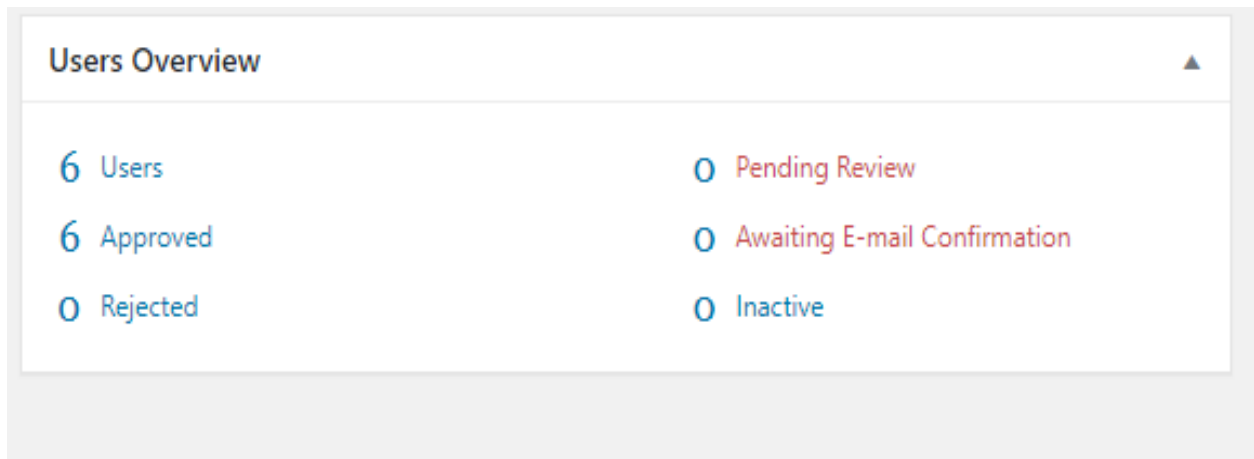 Users Overview ▲
6 Users
0 Pending Review
6 Approved
0 Awaiting E-mail Confirmation
0 Rejected
0 Inactive